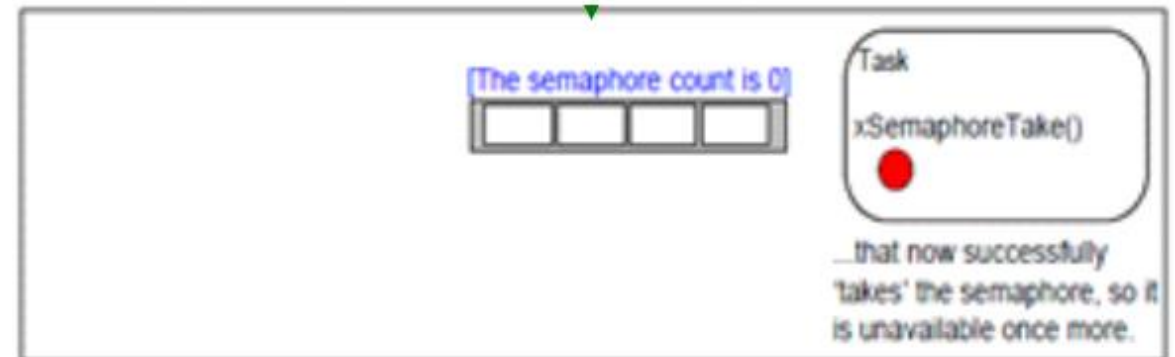 [The semaphore count is 0]
Task
xSemaphoreTake()
...that now successfully
'takes' the semaphore, so it
is unavailable once more.